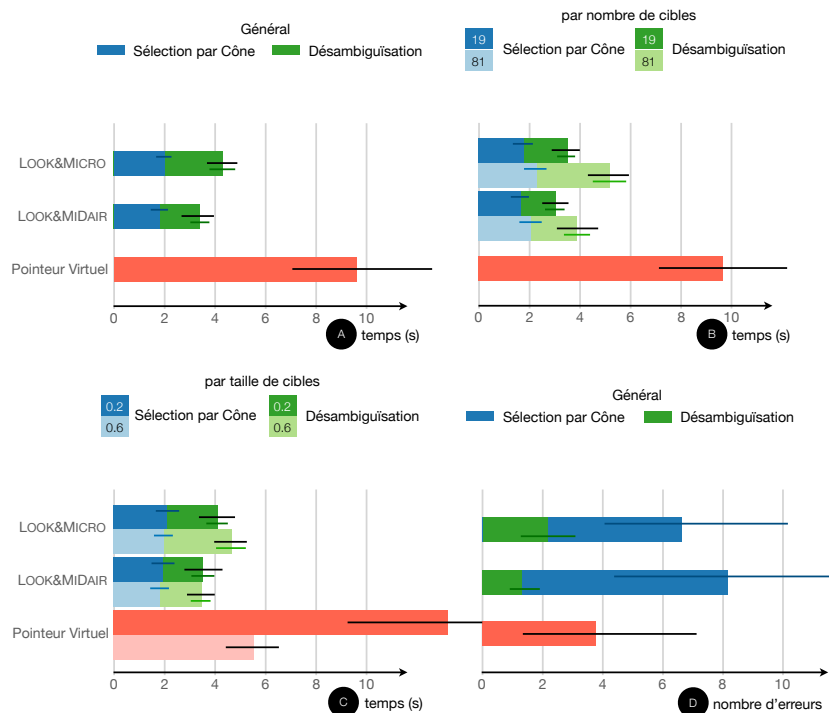 Général
Sélection par Cône Désambiguïsation
LOOK&MICRO
LOOK&MIDAIR
Pointeur Virtuel
0 2 4 6 8 10
A temps (s)
par nombre de cibles
19 Sélection par Cône 19 Désambiguïsation
81 81
0 2 4 6 8 10
B temps (s)
par taille de cibles
0.2 Sélection par Cône 0.2 Désambiguïsation
0.6 0.6
LOOK&MICRO
LOOK&MIDAIR
Pointeur Virtuel
0 2 4 6 8 10
C temps (s)
Général
Sélection par Cône Désambiguïsation
0 2 4 6 8 10
D nombre d'erreurs